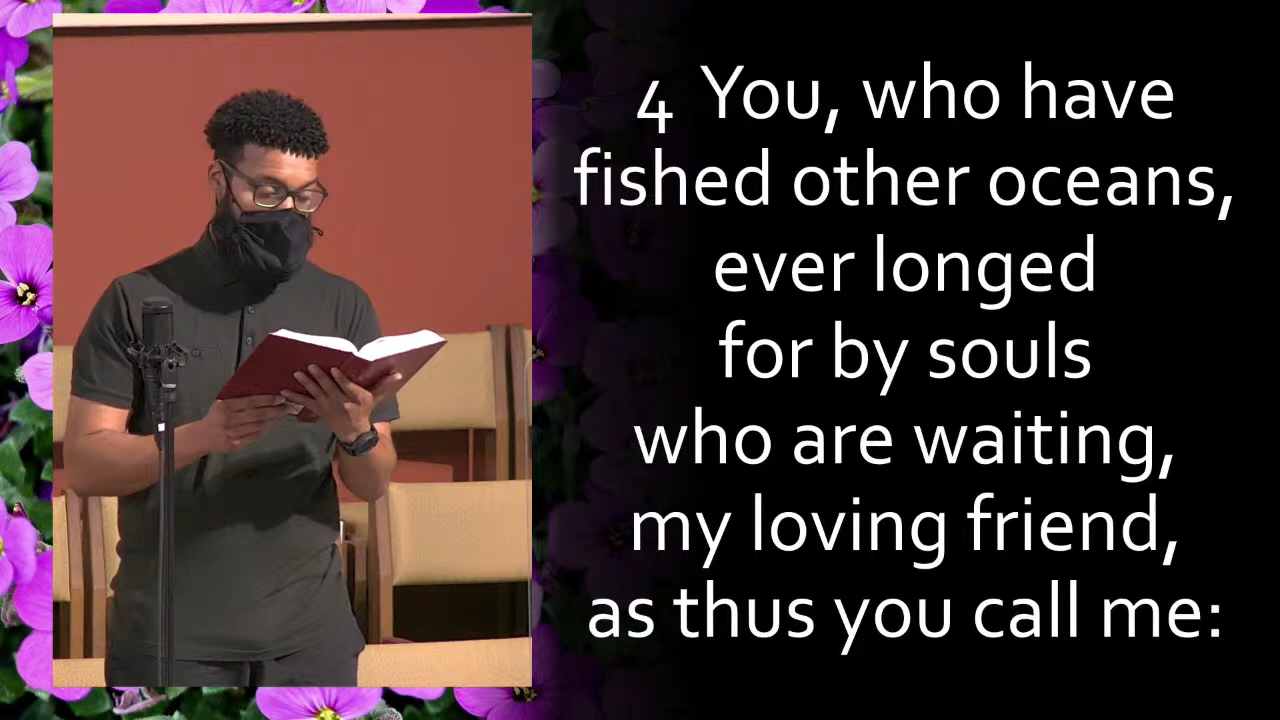 4 You, who have
fished other oceans,
ever longed
for by souls
who are waiting,
my loving friend,
as thus you call me: